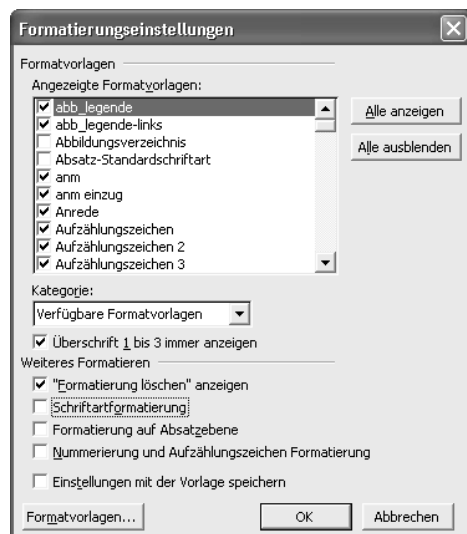 Formatierungseinstellungen
Formatvorlagen
Angezeigte Formatvorlagen:
abb_legende
abb_legende-links
Abbildungsverzeichnis
Absatz-Standardschriftart
anm
anm einzug
Anrede
Aufzählungszeichen
Aufzählungszeichen 2
Aufzählungszeichen 3
Alle anzeigen
Alle ausblenden
Kategorie:
Verfügbare Formatvorlagen
Überschrift 1 bis 3 immer anzeigen
Weiteres Formatieren
"Formatierung löschen" anzeigen
Schriftartformatierung
Formatierung auf Absatzebene
Nummerierung und Aufzählungszeichen Formatierung
Einstellungen mit der Vorlage speichern
Formatvorlagen... OK Abbrechen